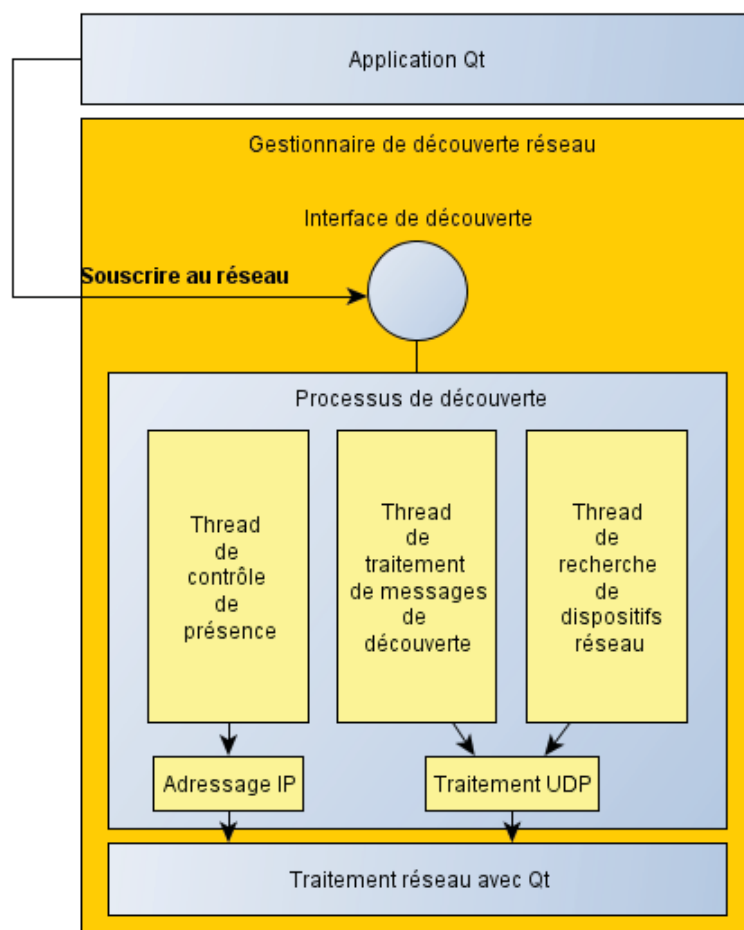 Application Qt
Gestionnaire de découverte réseau
Interface de découverte
Souscrire au réseau
Processus de découverte
Thread
de
contrôle
de
présence
Thread
de
traitement
de messages
de
découverte
Thread
de
recherche
de
dispositifs
réseau
Adressage IP
Traitement UDP
Traitement réseau avec Qt